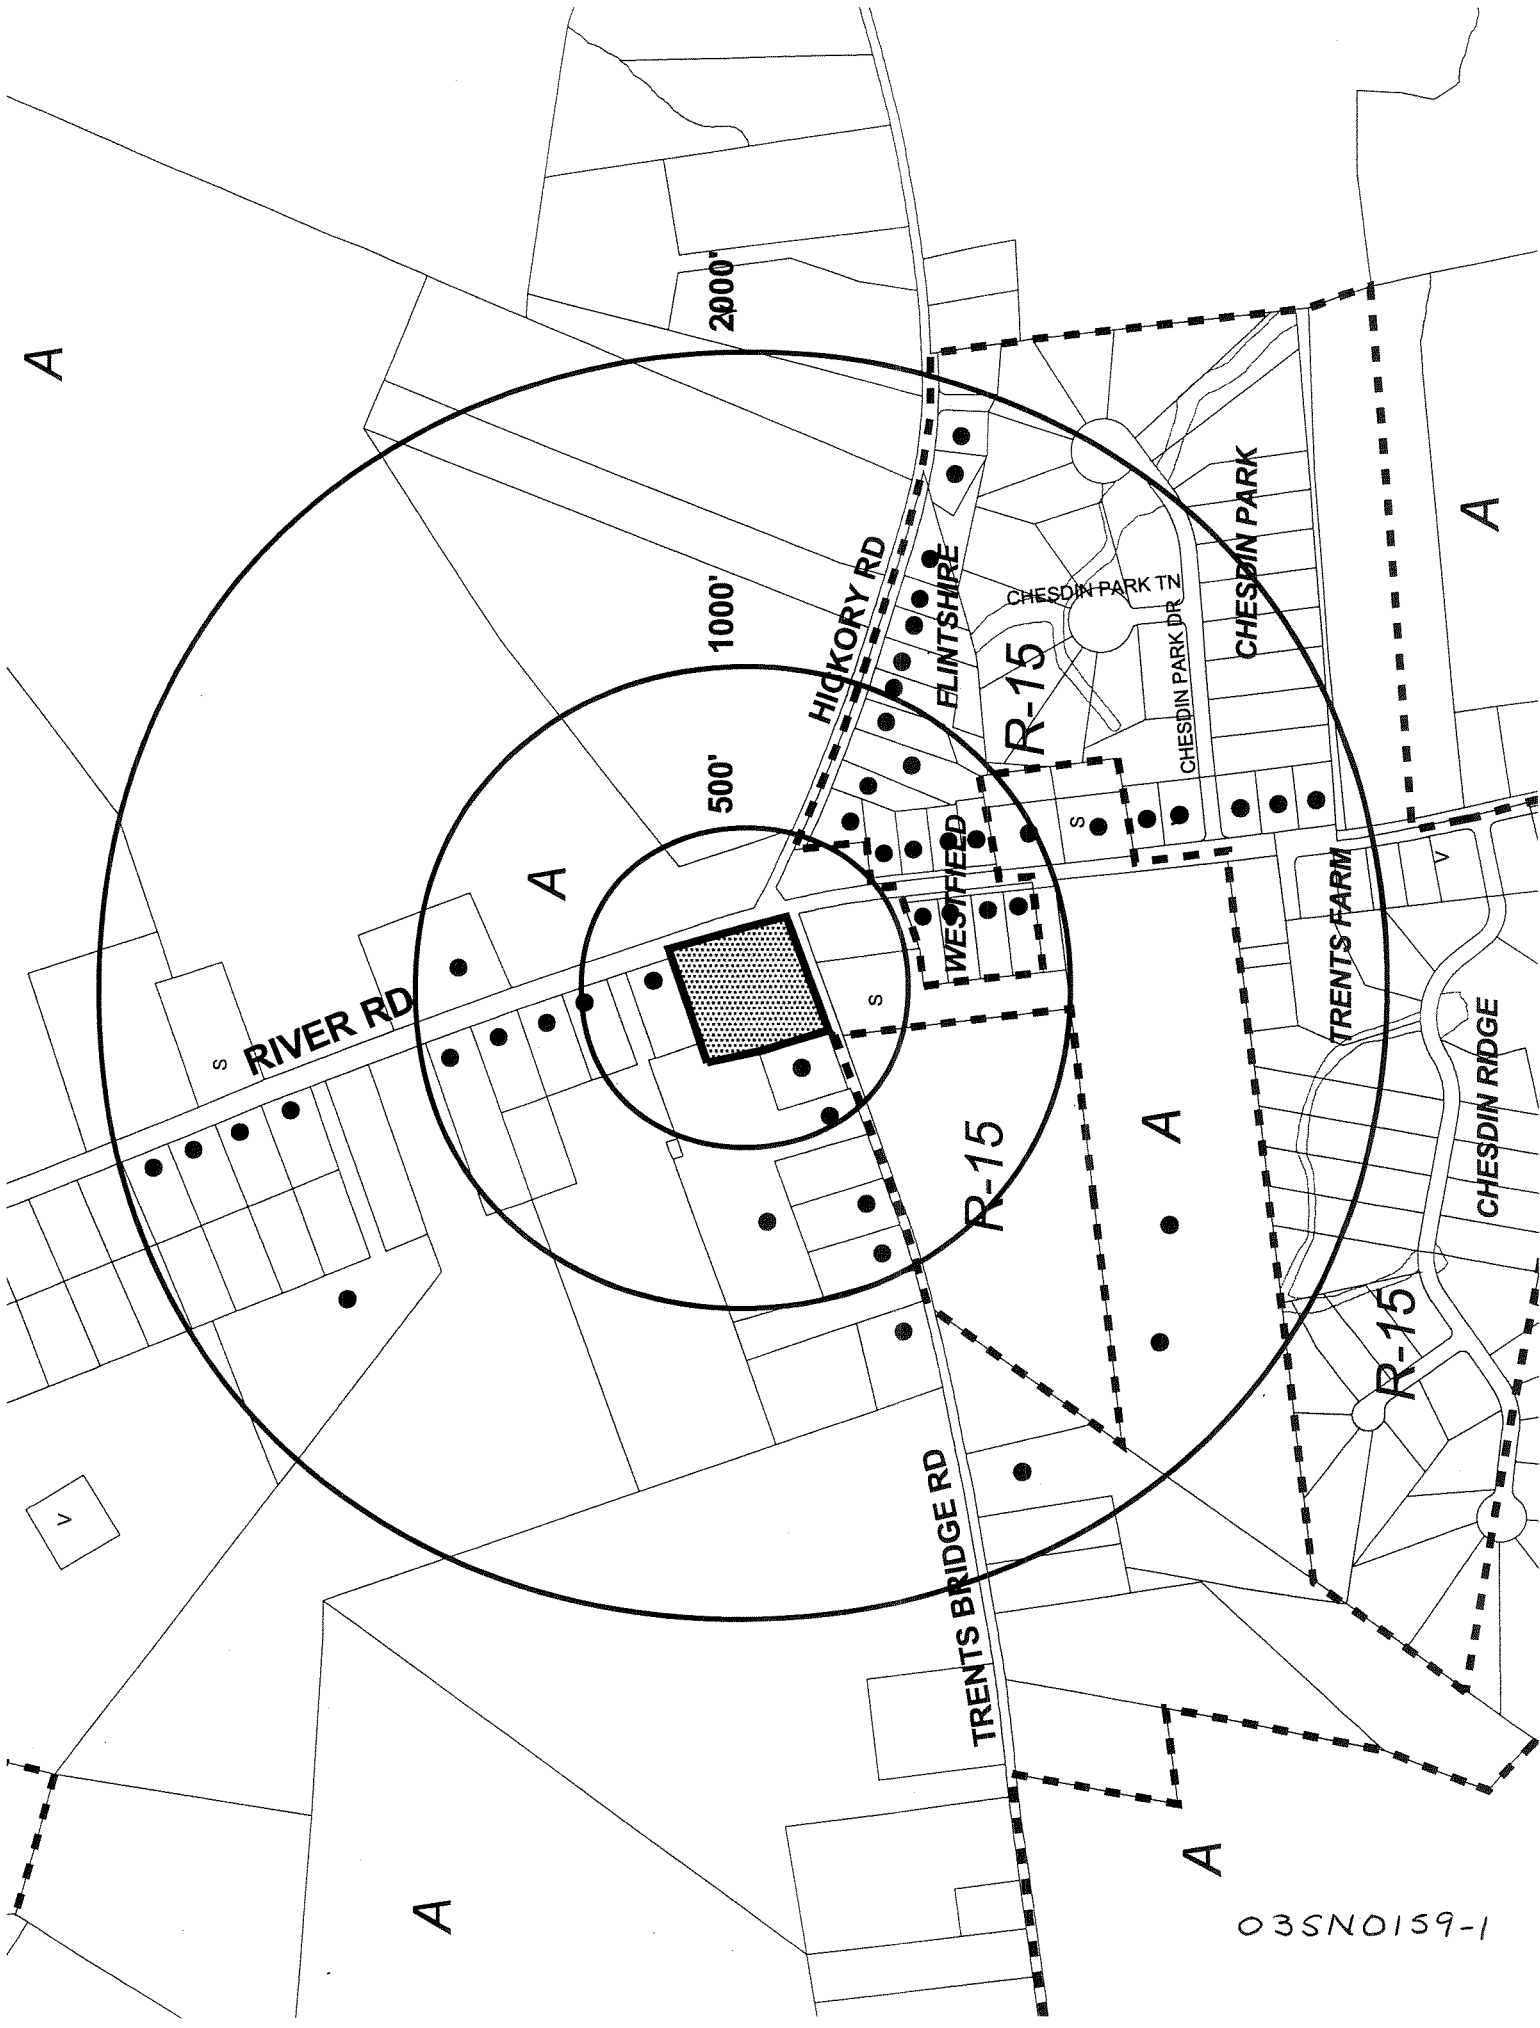 A
2000'
A
1000'
HICKORY RD
FLINTSHIRE
CHESDIN PARK TN
R-15
CHESDIN PARK DR
CHESDIN PARK
500'
A
S
WESTFIELD
V
TRENTS FARM
RIVER RD
S
S
CHESDIN RIDGE
A
R-15
R-15
V
TRENTS BRIDGE RD
A
A
03SN0159-1